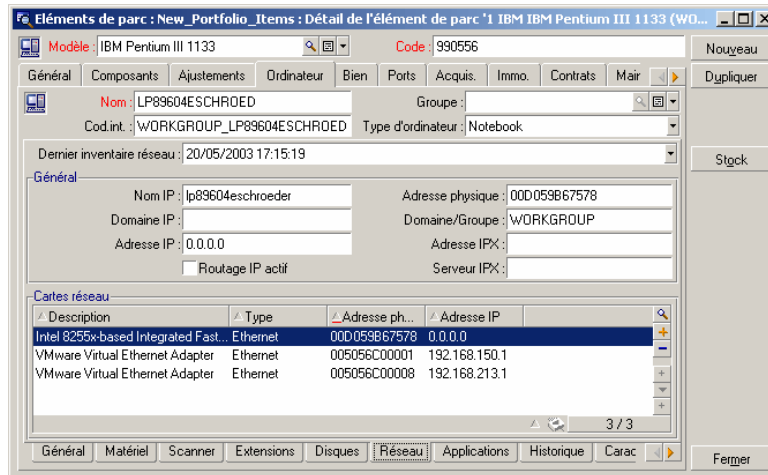 Eléments de parc : New_Portfolio_Items : Détail de l'élément de parc '1 IBM IBM Pentium III 1133 (WO...
Modèle : IBM Pentium III 1133 Code : 990556 Nouveau
Général Composants Ajustements Ordinateur Bien Ports Acquis. Immo. Contrats Mair Dupliquer
Nom : LP89604ESCHROED Groupe :
Cod.int. : WORKGROUP_LP89604ESCHROED Type d'ordinateur : Notebook
Dernier inventaire réseau : 20/05/2003 17:15:19 Stock
Général
Nom IP : lp89604eschroeder Adresse physique : 00D059B67578
Domaine IP : Domaine/Groupe : WORKGROUP
Adresse IP : 0.0.0.0 Adresse IPX :
Routage IP actif Serveur IPX :
Cartes réseau
Description Type Adresse ph... Adresse IP
Intel 8255x-based Integrated Fast... Ethernet 00D059B67578 0.0.0.0
VMware Virtual Ethernet Adapter Ethernet 005056C00001 192.168.150.1
VMware Virtual Ethernet Adapter Ethernet 005056C00008 192.168.213.1
3/3
Général Matériel Scanner Extensions Disques Réseau Applications Historique Carac Fermer